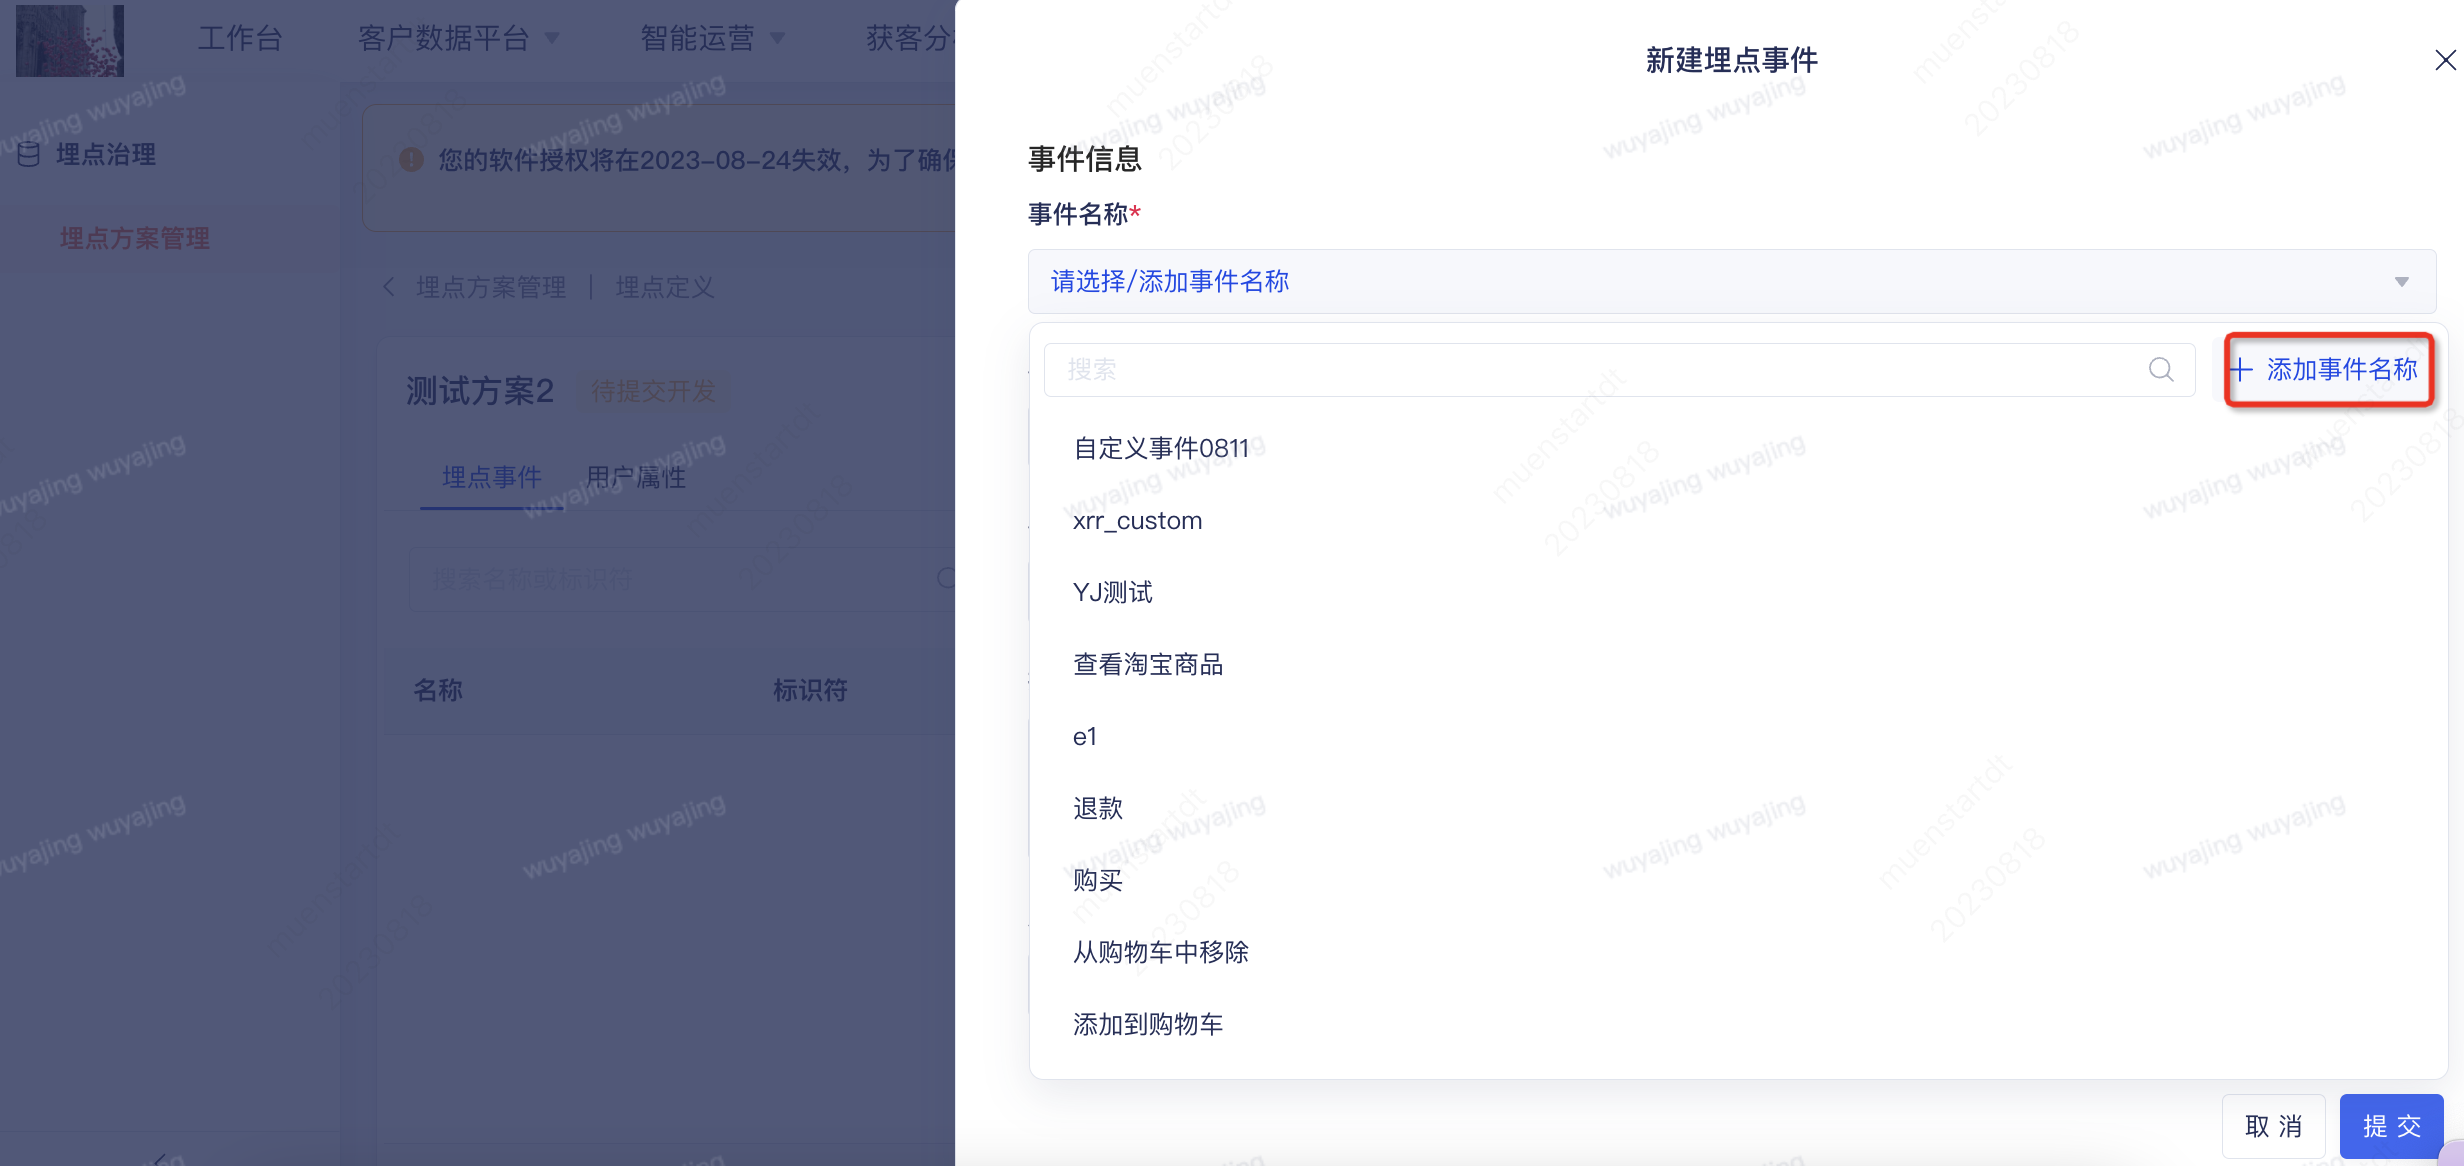 工作台
客户数据平台
智能运营
获客分
埋点治理
埋点方案管理
您的软件授权将在2023-08-24失效，为了确保
埋点方案管理 | 埋点定义
测试方案2
待提交开发
埋点事件
用户属性
搜索名称或标识符
名称
标识符
新建埋点事件
事件信息
事件名称*
请选择/添加事件名称
搜索
+ 添加事件名称
自定义事件0811
xrr_custom
YJ测试
查看淘宝商品
e1
退款
购买
从购物车中移除
添加到购物车
取 消
提 交
wuyajing wuyajing
muenstartdt
20230818